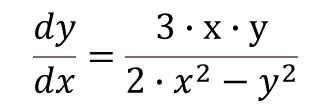 dy/dx = (3 · x · y)/(2 · x² − y²)